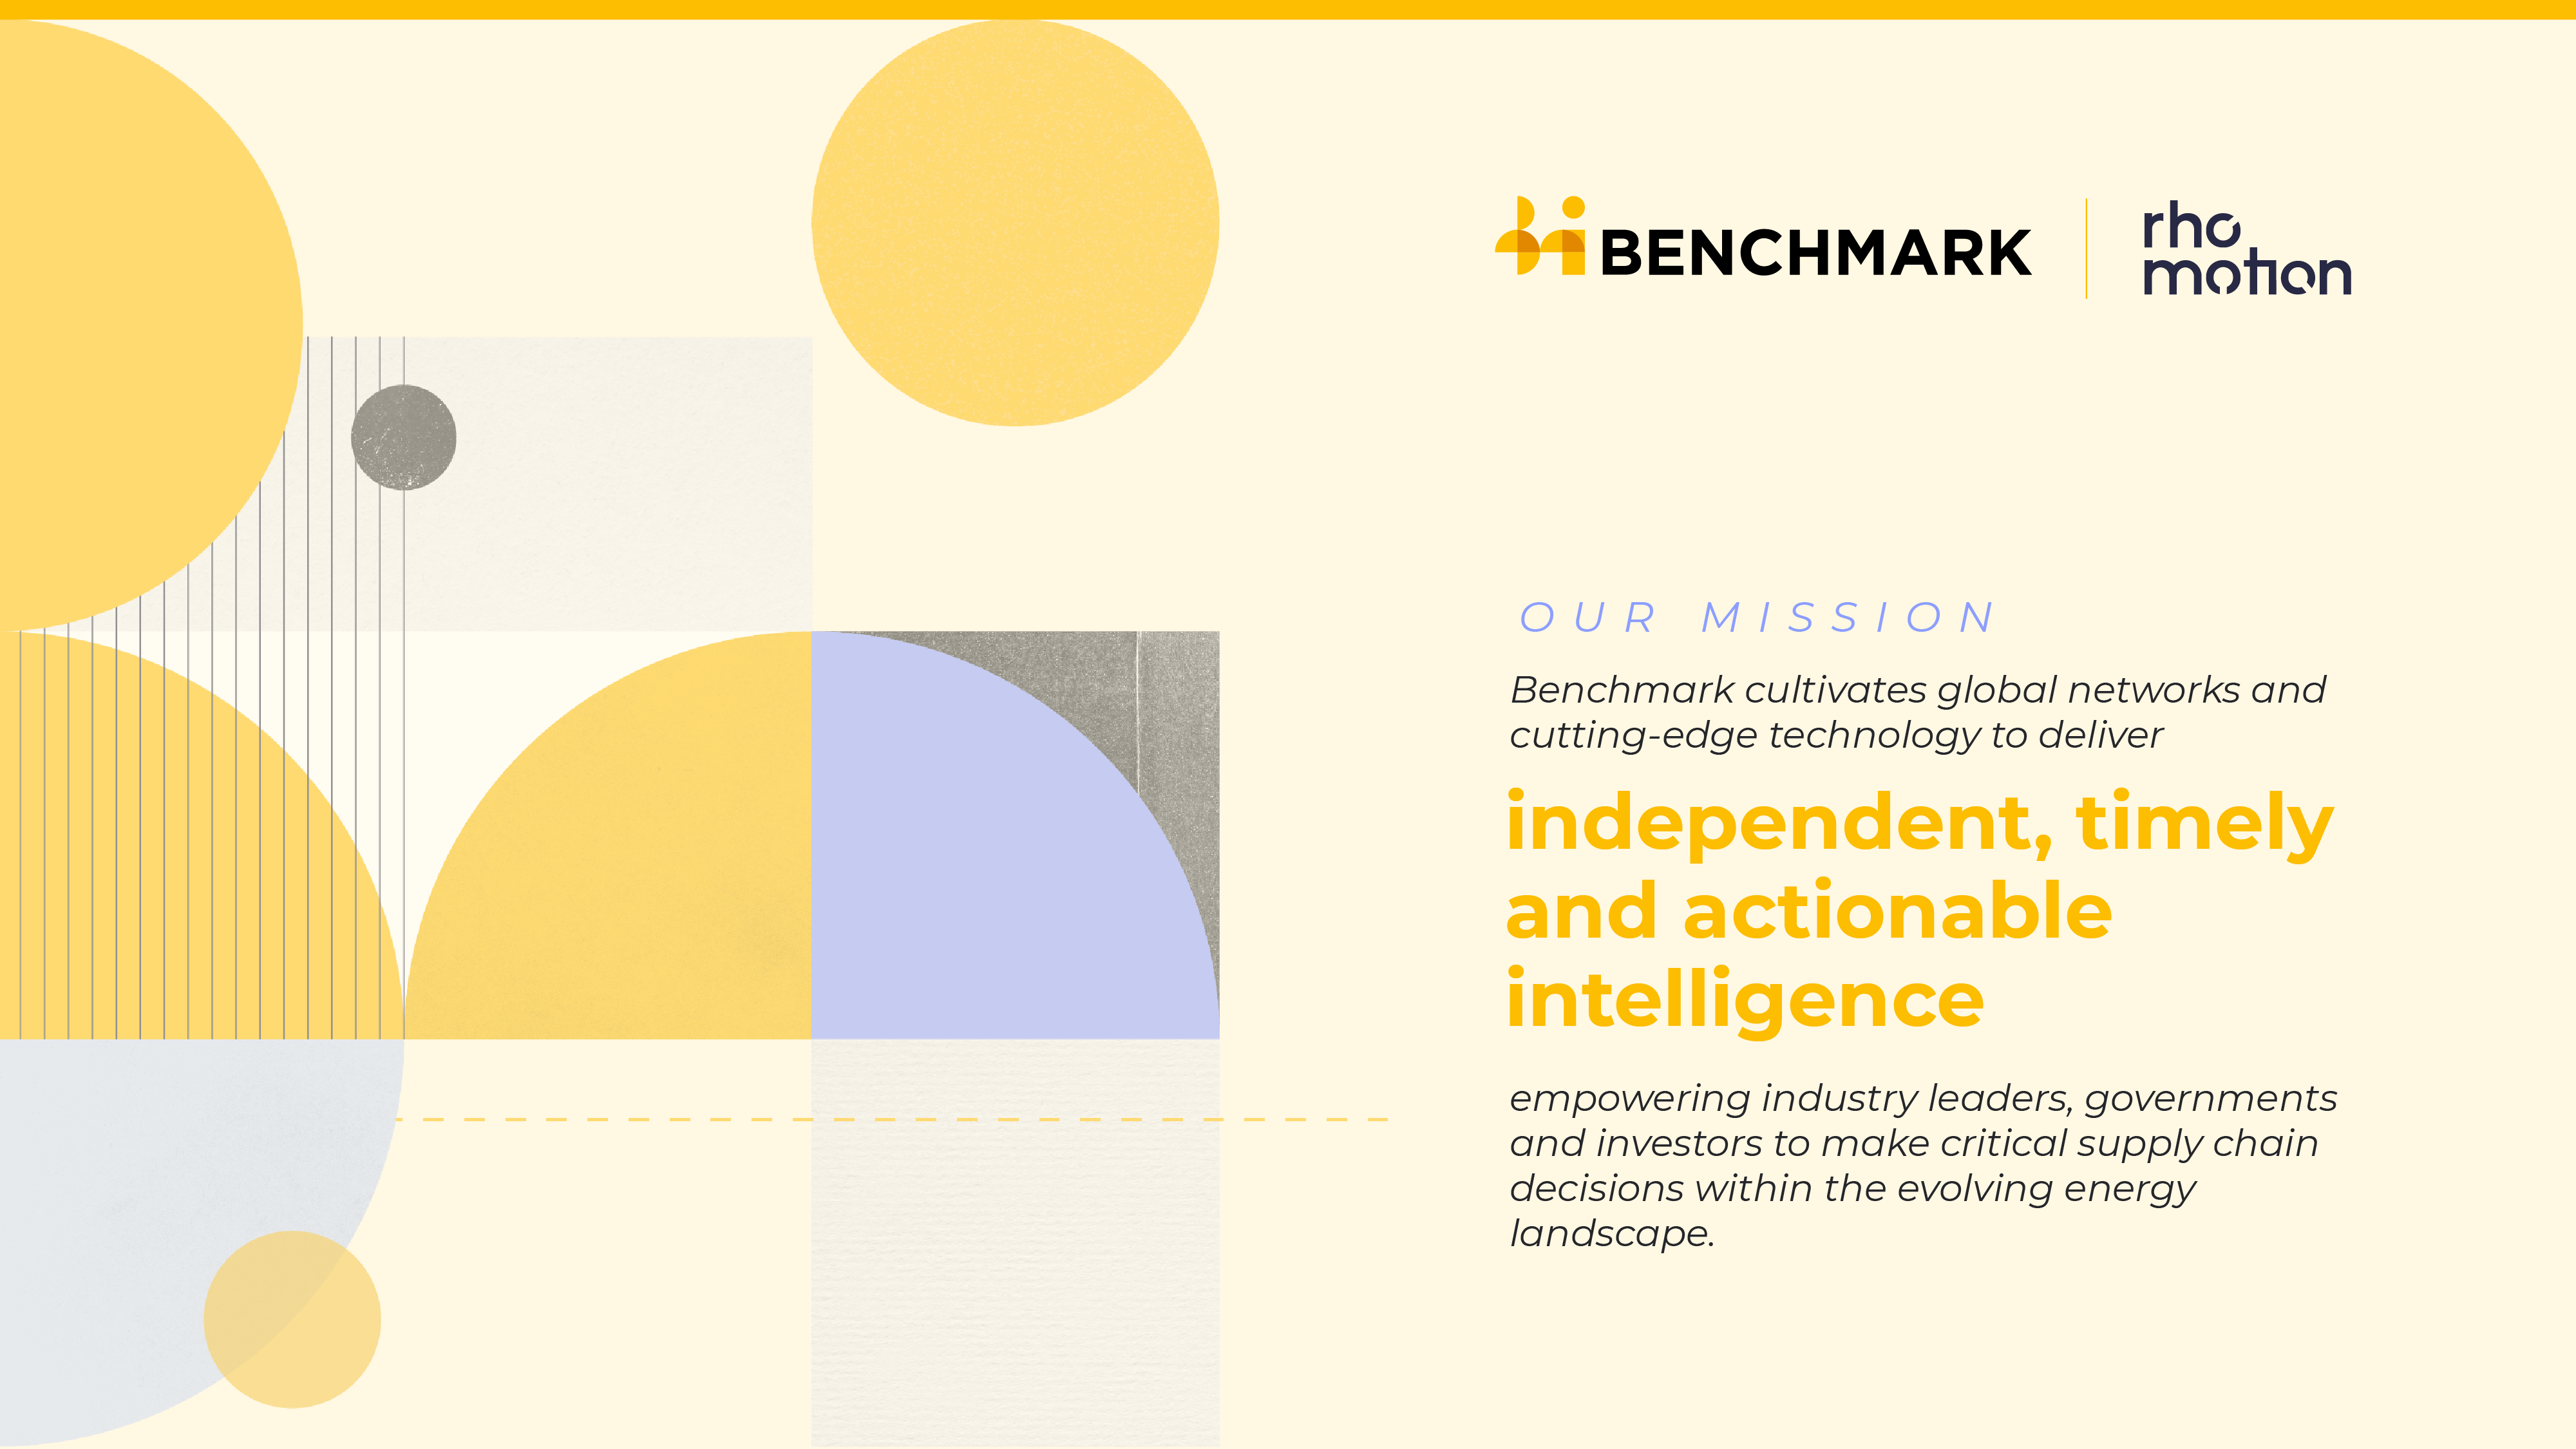 BENCHMARK
rho
motion
OUR MISSION
Benchmark cultivates global networks and
cutting-edge technology to deliver
independent, timely
and actionable
intelligence
empowering industry leaders, governments
and investors to make critical supply chain
decisions within the evolving energy
landscape.